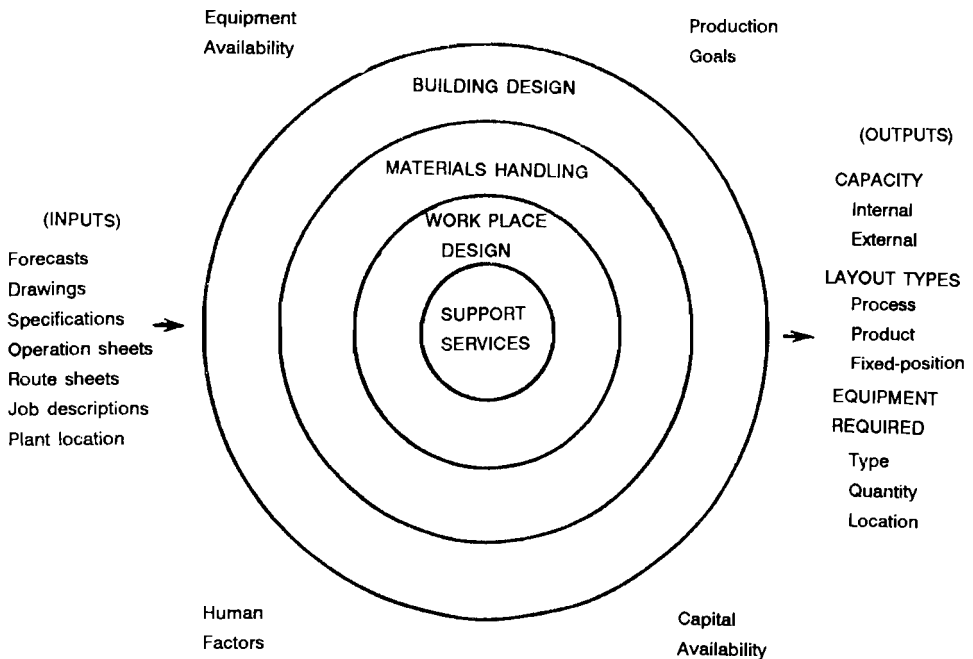 Equipment
Availability
Production
Goals
BUILDING DESIGN
MATERIALS HANDLING
WORK PLACE
DESIGN
SUPPORT
SERVICES
(INPUTS)
Forecasts
Drawings
Specifications
Operation sheets
Route sheets
Job descriptions
Plant location
(OUTPUTS)
CAPACITY
Internal
External
LAYOUT TYPES
Process
Product
Fixed-position
EQUIPMENT
REQUIRED
Type
Quantity
Location
Human
Factors
Capital
Availability